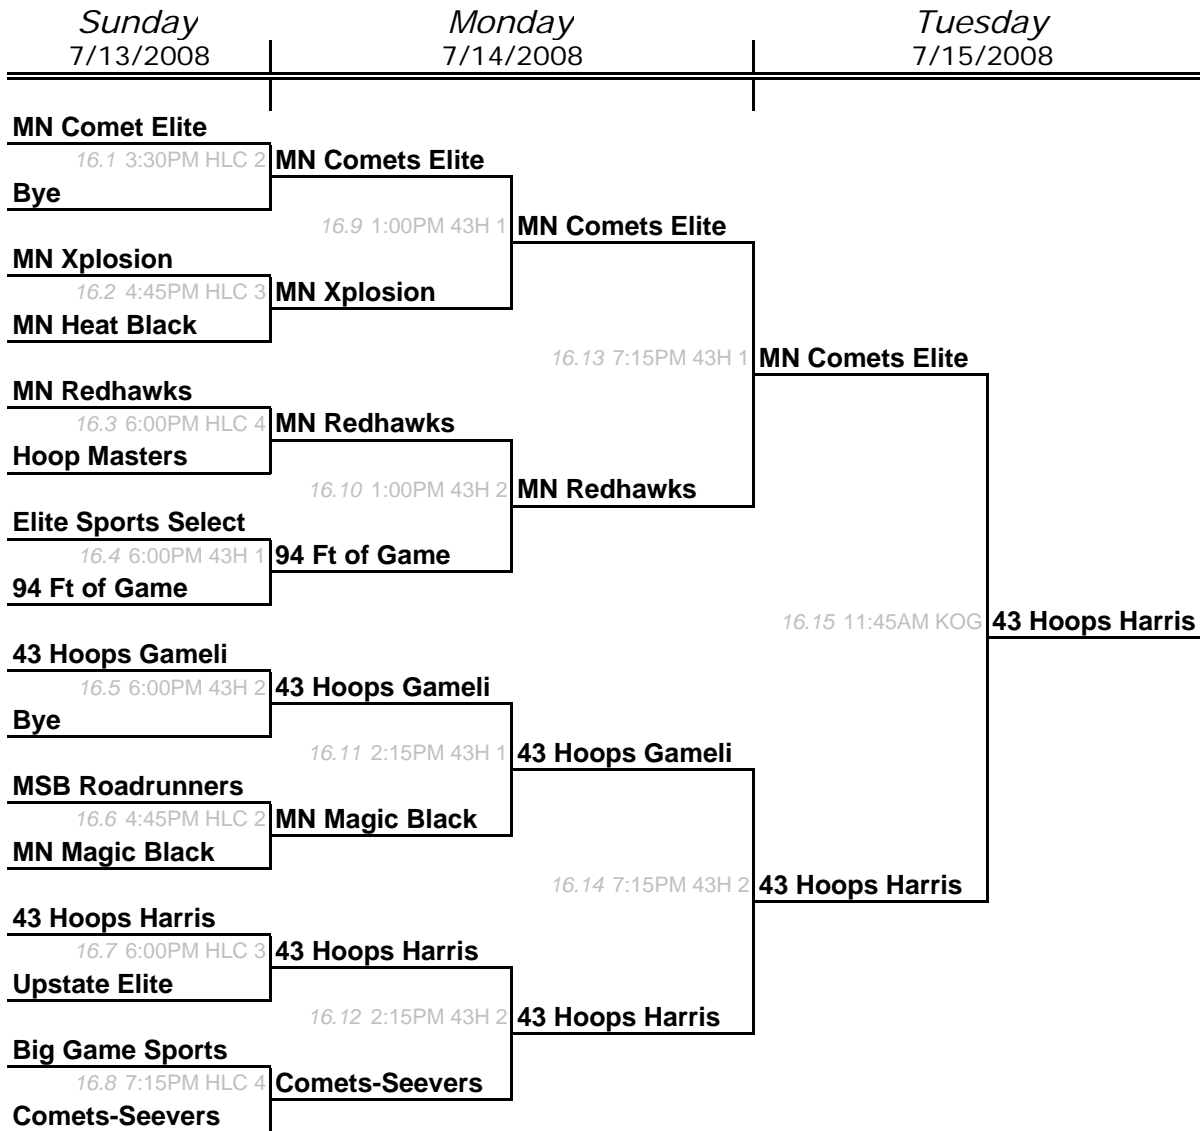 Sunday Monday Tuesday
7/13/2008 7/14/2008 7/15/2008
MN Comet Elite
16.1 3:30PM HLC 2 MN Comets Elite
Bye
16.9 1:00PM 43H 1 MN Comets Elite
MN Xplosion
16.2 4:45PM HLC 3 MN Xplosion
MN Heat Black
16.13 7:15PM 43H 1 MN Comets Elite
MN Redhawks
16.3 6:00PM HLC 4 MN Redhawks
Hoop Masters
16.10 1:00PM 43H 2 MN Redhawks
Elite Sports Select
16.4 6:00PM 43H 1 94 Ft of Game
94 Ft of Game
16.15 11:45AM KOG 43 Hoops Harris
43 Hoops Gameli
16.5 6:00PM 43H 2 43 Hoops Gameli
Bye
16.11 2:15PM 43H 1 43 Hoops Gameli
MSB Roadrunners
16.6 4:45PM HLC 2 MN Magic Black
MN Magic Black
16.14 7:15PM 43H 2 43 Hoops Harris
43 Hoops Harris
16.7 6:00PM HLC 3 43 Hoops Harris
Upstate Elite
16.12 2:15PM 43H 2 43 Hoops Harris
Big Game Sports
16.8 7:15PM HLC 4 Comets-Seevers
Comets-Seevers